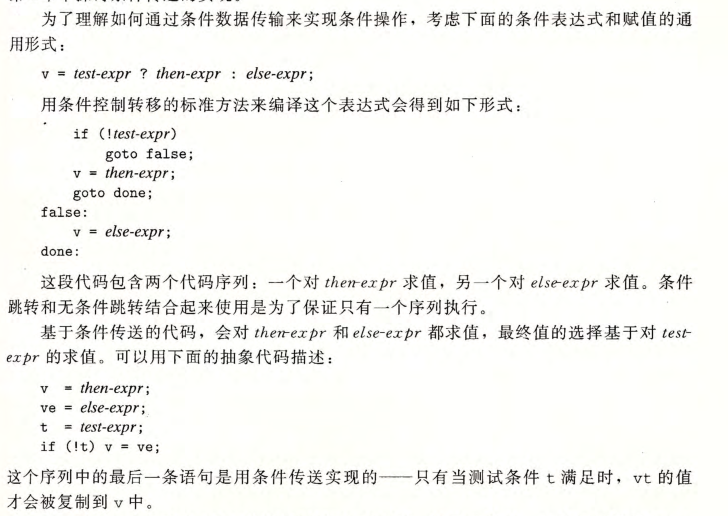 为了理解如何通过条件数据传输来实现条件操作，考虑下面的条件表达式和赋值的通
用形式：
v = test-expr ? then-expr : else-expr;
用条件控制转移的标准方法来编译这个表达式会得到如下形式：
if (!test-expr)
goto false;
v = then-expr;
goto done;
false:
v = else-expr;
done:
这段代码包含两个代码序列：一个对 then-expr 求值，另一个对 else-expr 求值。条件
跳转和无条件跳转结合起来使用是为了保证只有一个序列执行。
基于条件传送的代码，会对 then-expr 和 else-expr 都求值，最终值的选择基于对 test-
expr 的求值。可以用下面的抽象代码描述：
v = then-expr;
ve = else-expr;
t = test-expr;
if (!t) v = ve;
这个序列中的最后一条语句是用条件传送实现的——只有当测试条件 t 满足时，vt 的值
才会被复制到 v 中。